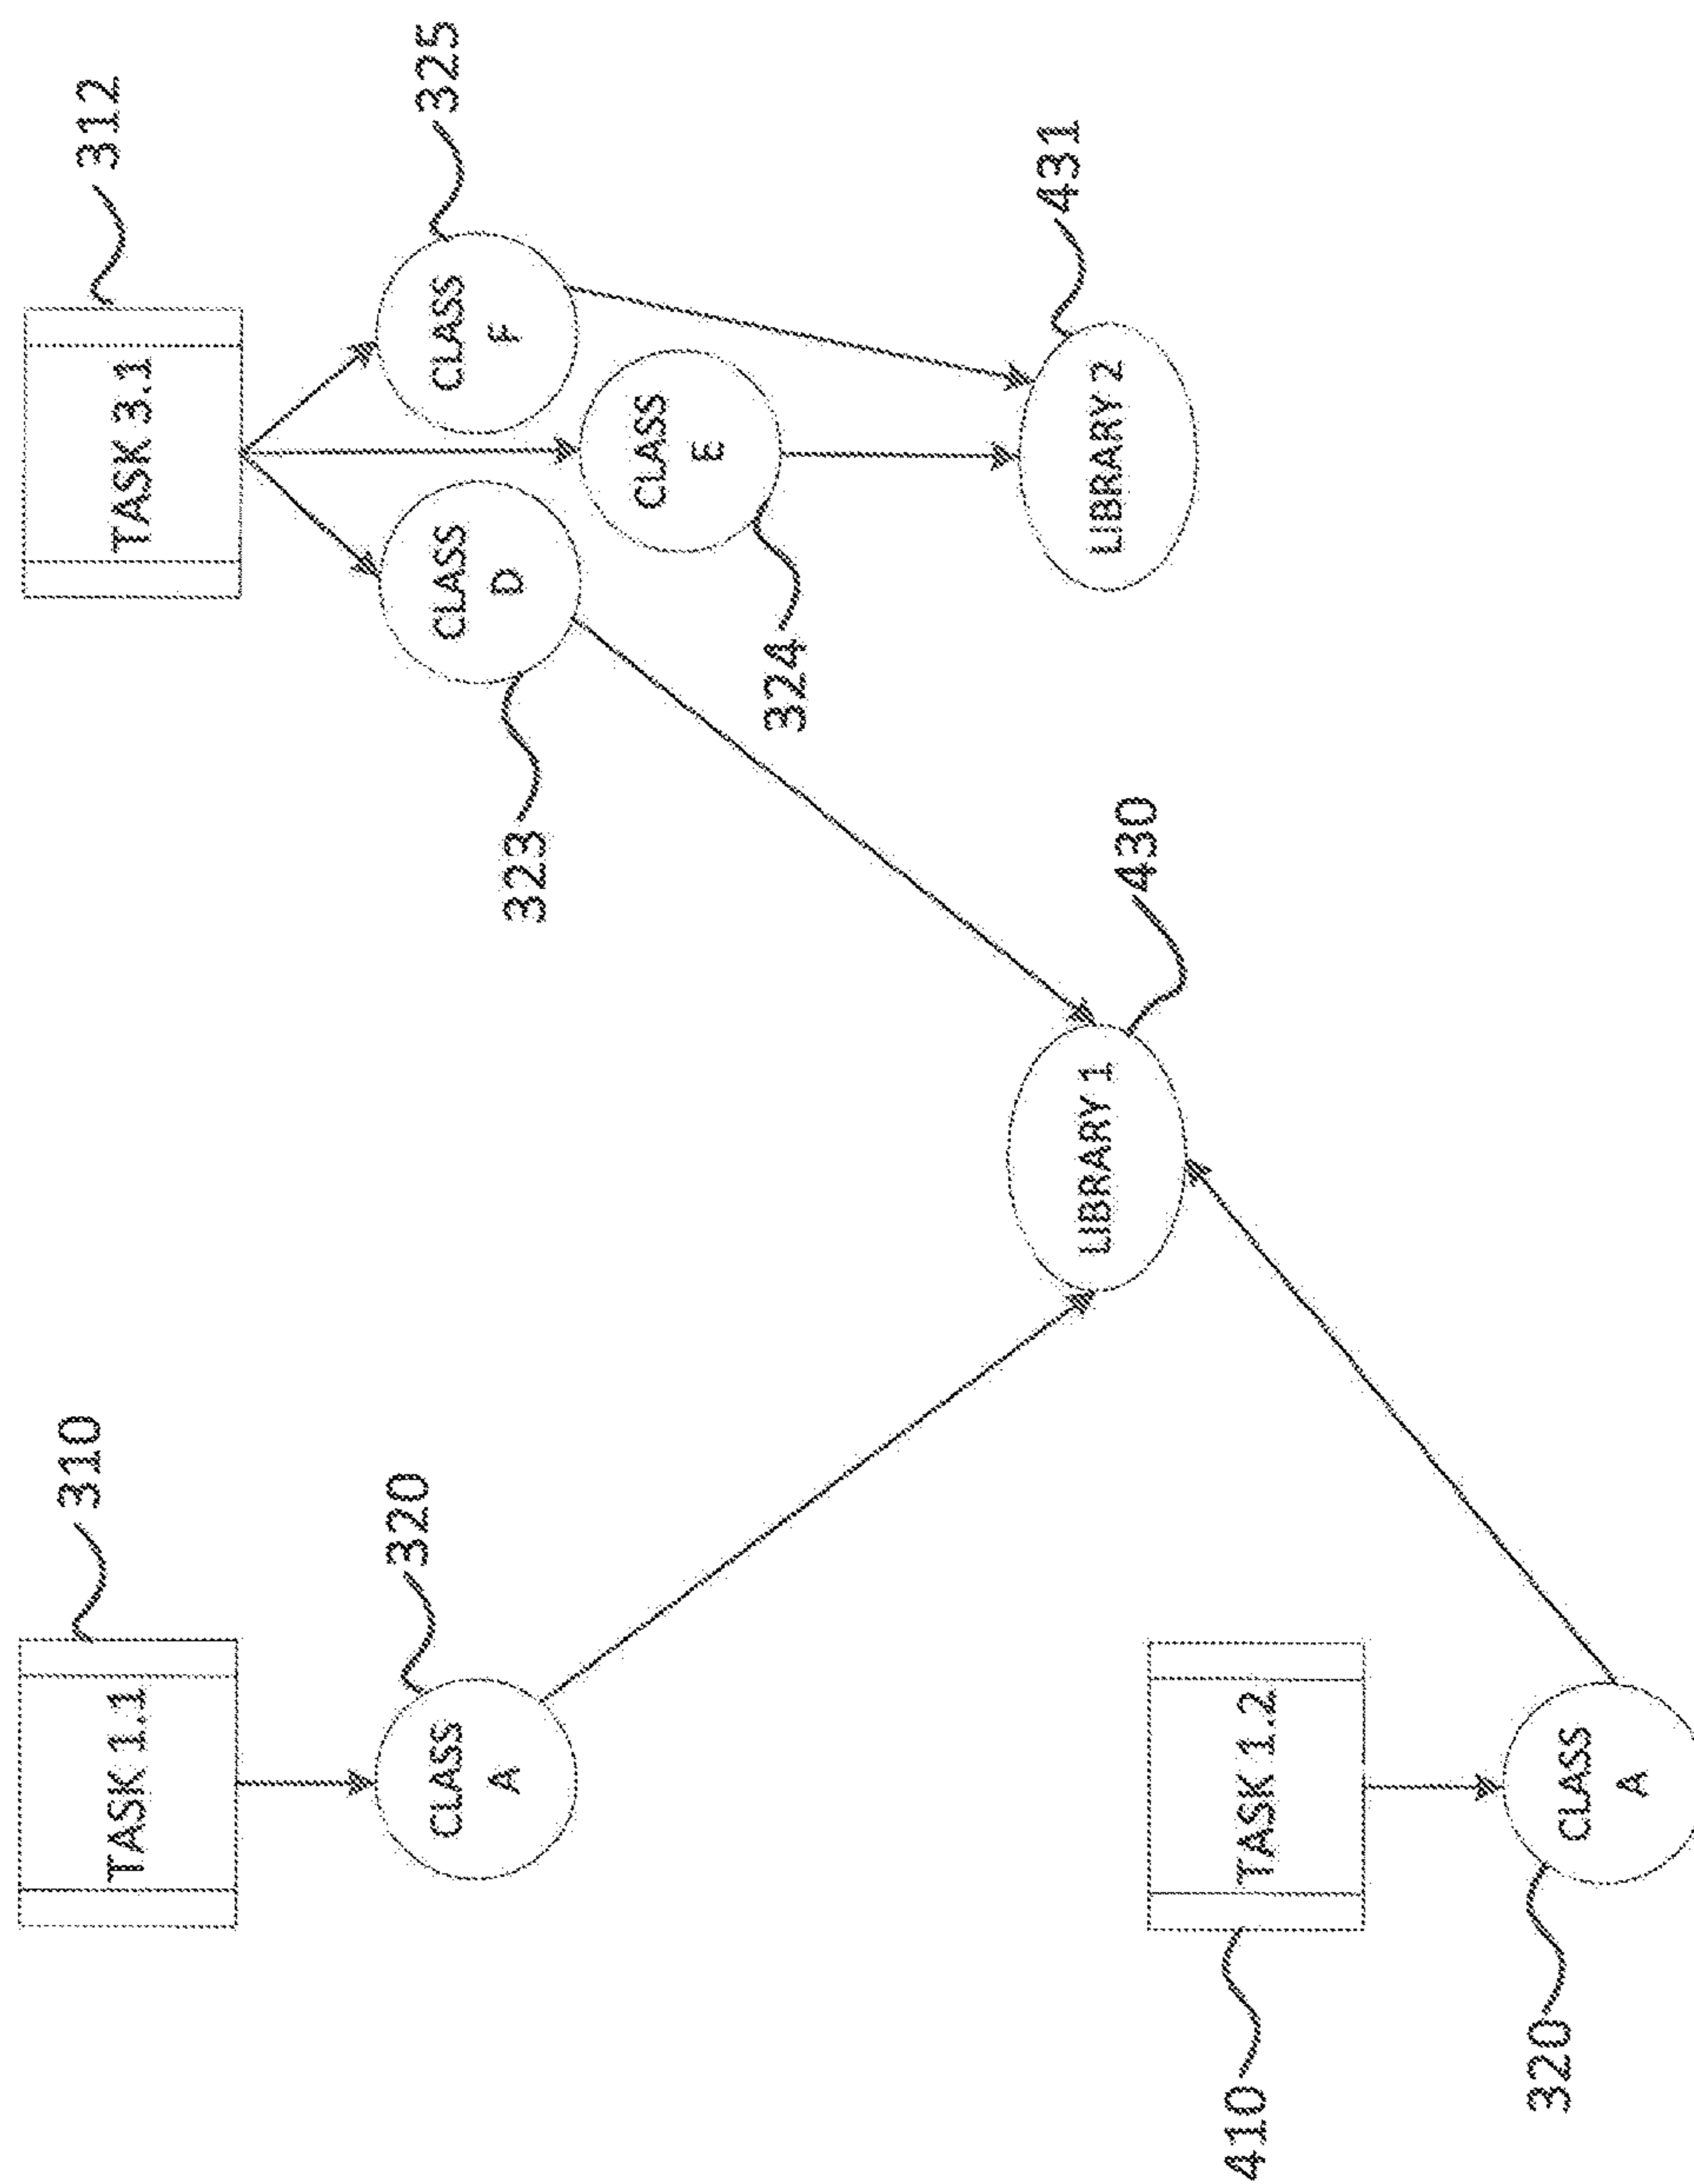 TASK 1.1
310
CLASS
A
320
TASK 1.2
410
CLASS
A
320
LIBRARY 1
430
TASK 3.1
312
CLASS
D
323
CLASS
E
324
CLASS
F
325
LIBRARY 2
431